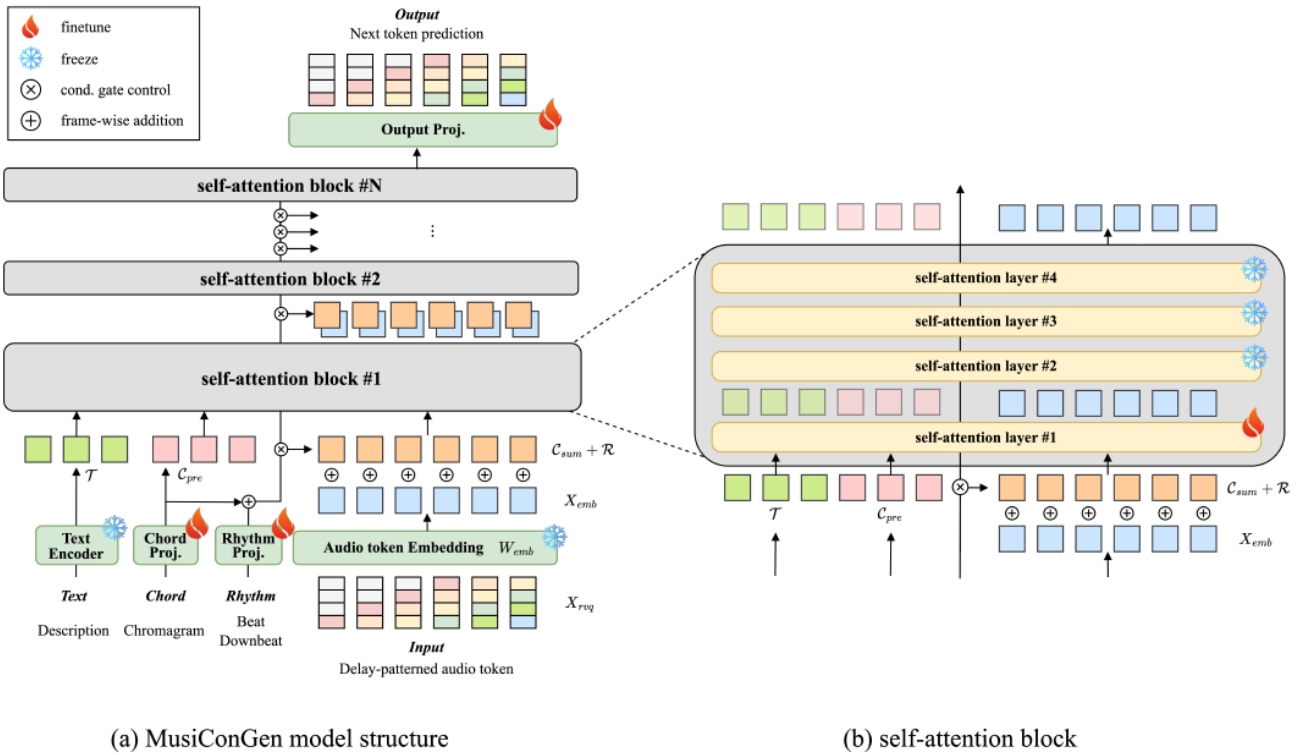 finetune
freeze
cond. gate control
frame-wise addition
Output
Next token prediction
Output Proj.
self-attention block #N
⋮
self-attention block #2
self-attention block #1
𝒯
𝒞pre
𝒞sum + ℛ
Xemb
Text Encoder
Chord Proj.
Rhythm Proj.
Audio token Embedding Wemb
Text
Chord
Rhythm
Description
Chromagram
Beat
Downbeat
Xrvq
Input
Delay-patterned audio token
(a) MusiConGen model structure
self-attention layer #4
self-attention layer #3
self-attention layer #2
self-attention layer #1
𝒯
𝒞pre
𝒞sum + ℛ
Xemb
(b) self-attention block